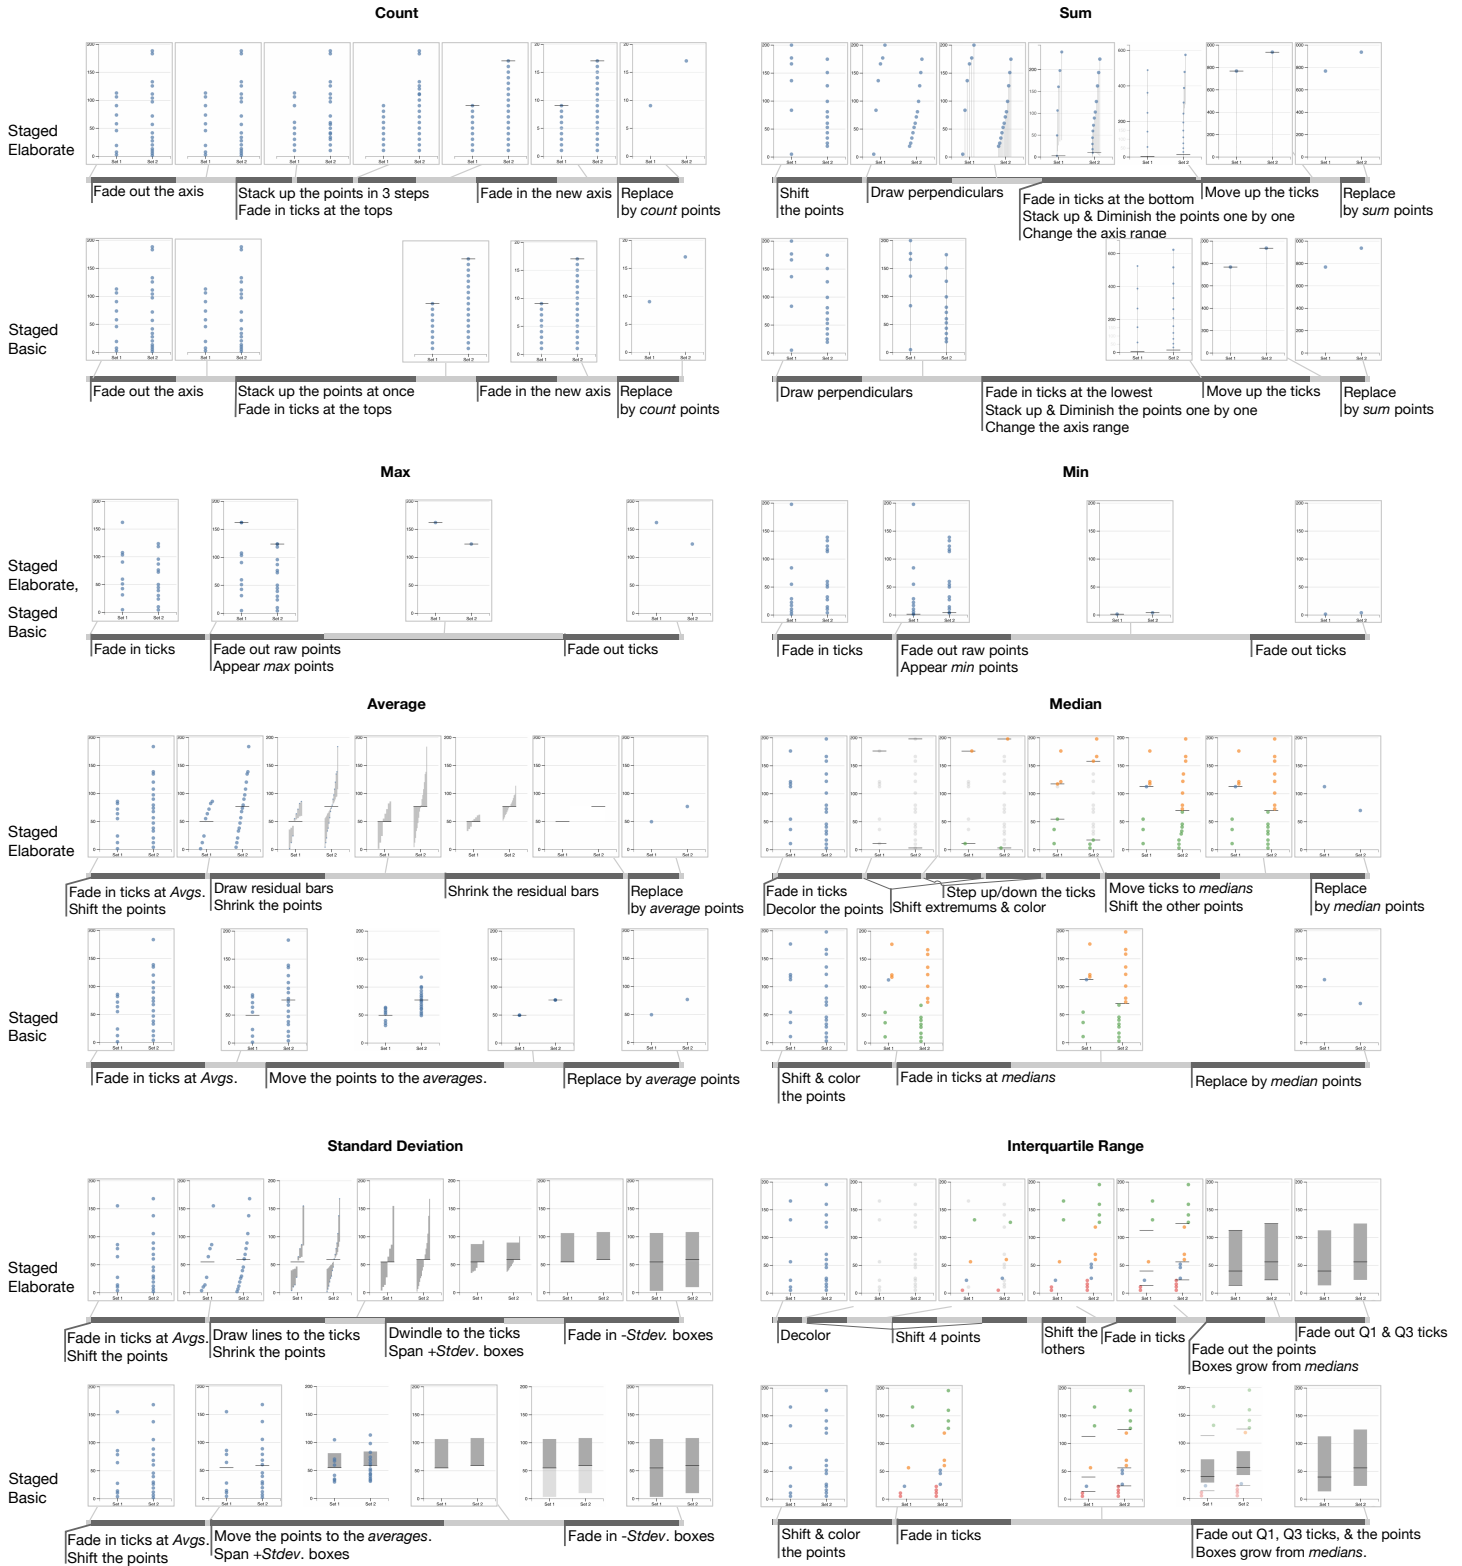 Count
Sum
Staged
Elaborate
Fade out the axis
Stack up the points in 3 steps
Fade in ticks at the tops
Fade in the new axis
Replace
by count points
Shift
the points
Draw perpendiculars
Fade in ticks at the bottom
Stack up & Diminish the points one by one
Change the axis range
Move up the ticks
Replace
by sum points
Staged
Basic
Fade out the axis
Stack up the points at once
Fade in ticks at the tops
Fade in the new axis
Replace
by count points
Draw perpendiculars
Fade in ticks at the lowest
Stack up & Diminish the points one by one
Change the axis range
Move up the ticks
Replace
by sum points
Max
Min
Staged
Elaborate,
Staged
Basic
Fade in ticks
Fade out raw points
Appear max points
Fade out ticks
Fade in ticks
Fade out raw points
Appear min points
Fade out ticks
Average
Median
Staged
Elaborate
Fade in ticks at Avgs.
Shift the points
Draw residual bars
Shrink the points
Shrink the residual bars
Replace
by average points
Fade in ticks
Decolor the points
Shift extremums & color
Step up/down the ticks
Move ticks to medians
Shift the other points
Replace
by median points
Staged
Basic
Fade in ticks at Avgs.
Move the points to the averages.
Replace by average points
Shift & color
the points
Fade in ticks at medians
Replace by median points
Standard Deviation
Interquartile Range
Staged
Elaborate
Fade in ticks at Avgs.
Shift the points
Draw lines to the ticks
Shrink the points
Dwindle to the ticks
Span +Stdev. boxes
Fade in -Stdev. boxes
Decolor
Shift 4 points
Shift the
others
Fade in ticks
Fade out the points
Boxes grow from medians
Fade out Q1 & Q3 ticks
Staged
Basic
Fade in ticks at Avgs.
Shift the points
Move the points to the averages.
Span +Stdev. boxes
Fade in -Stdev. boxes
Shift & color
the points
Fade in ticks
Fade out Q1, Q3 ticks, & the points
Boxes grow from medians.